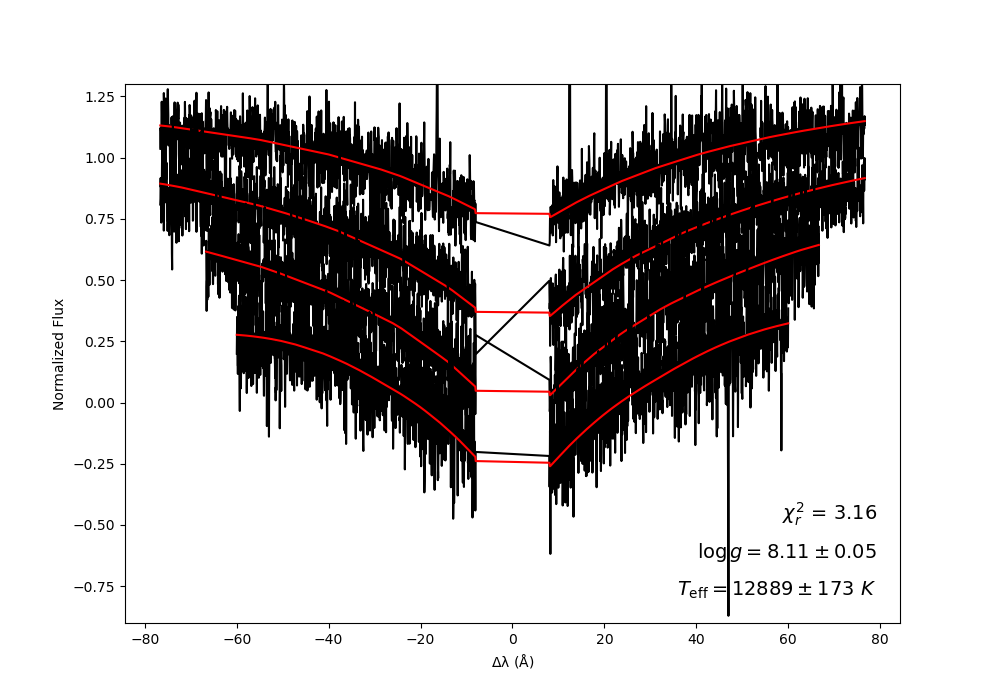 1.25
1.00
0.75
0.50
0.25
0.00
−0.25
−0.50
−0.75
Normalized Flux
χ²ᵣ = 3.16
log g = 8.11 ± 0.05
T_eff = 12889 ± 173 K
−80 −60 −40 −20 0 20 40 60 80
Δλ (Å)